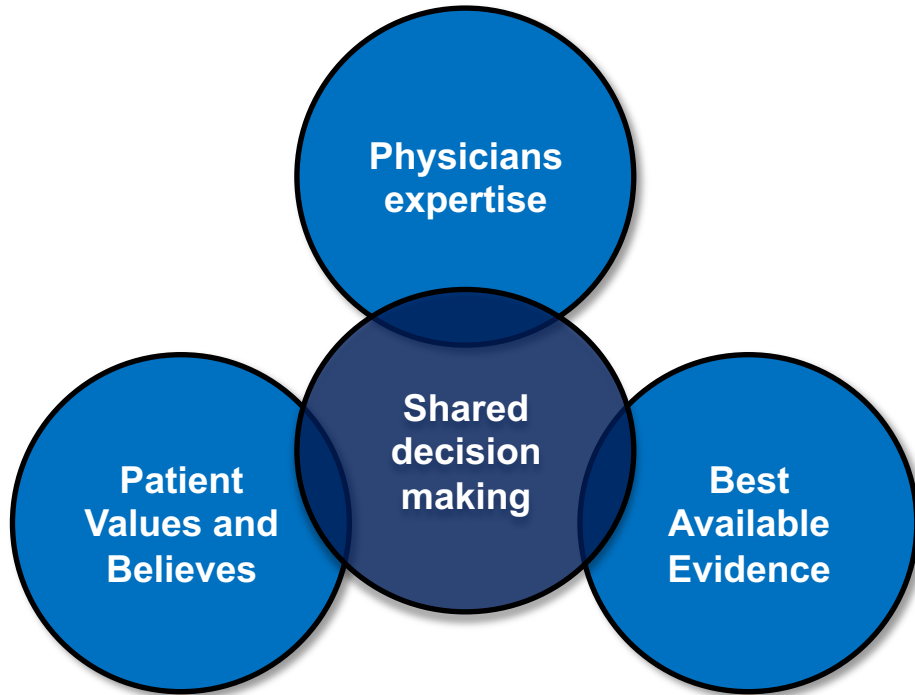 Physicians
expertise
Shared
decision
making
Patient
Values and
Believes
Best
Available
Evidence